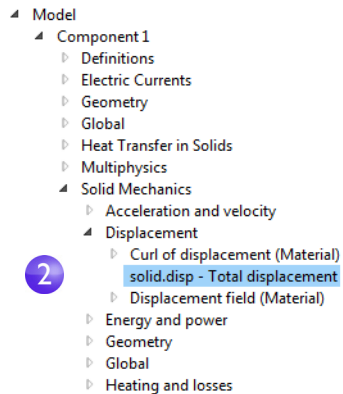 Model
Component 1
Definitions
Electric Currents
Geometry
Global
Heat Transfer in Solids
Multiphysics
Solid Mechanics
Acceleration and velocity
Displacement
Curl of displacement (Material)
2 solid.disp - Total displacement
Displacement field (Material)
Energy and power
Geometry
Global
Heating and losses